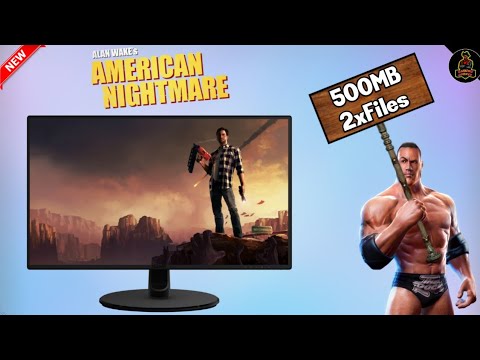 NEW
ALAN WAKE's
AMERICAN
NIGHTMARE
500MB
2xFiles